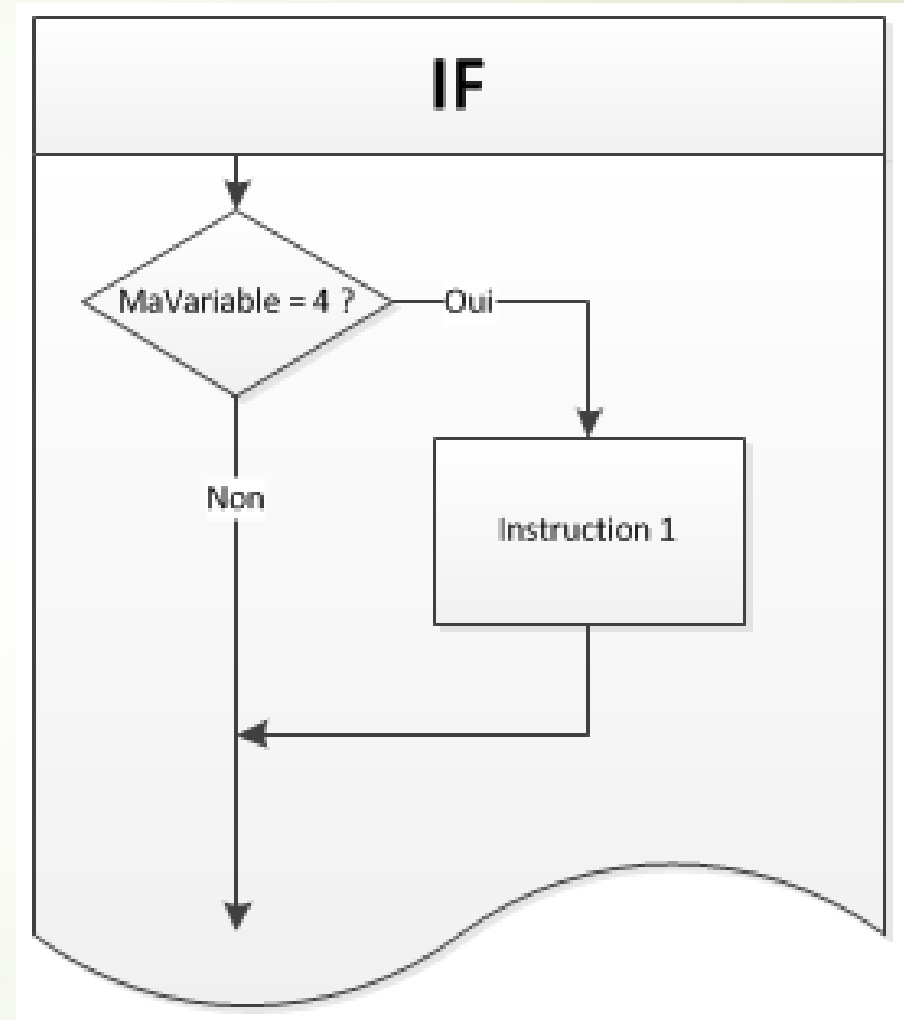 IF
MaVariable = 4 ?
Oui
Non
Instruction 1